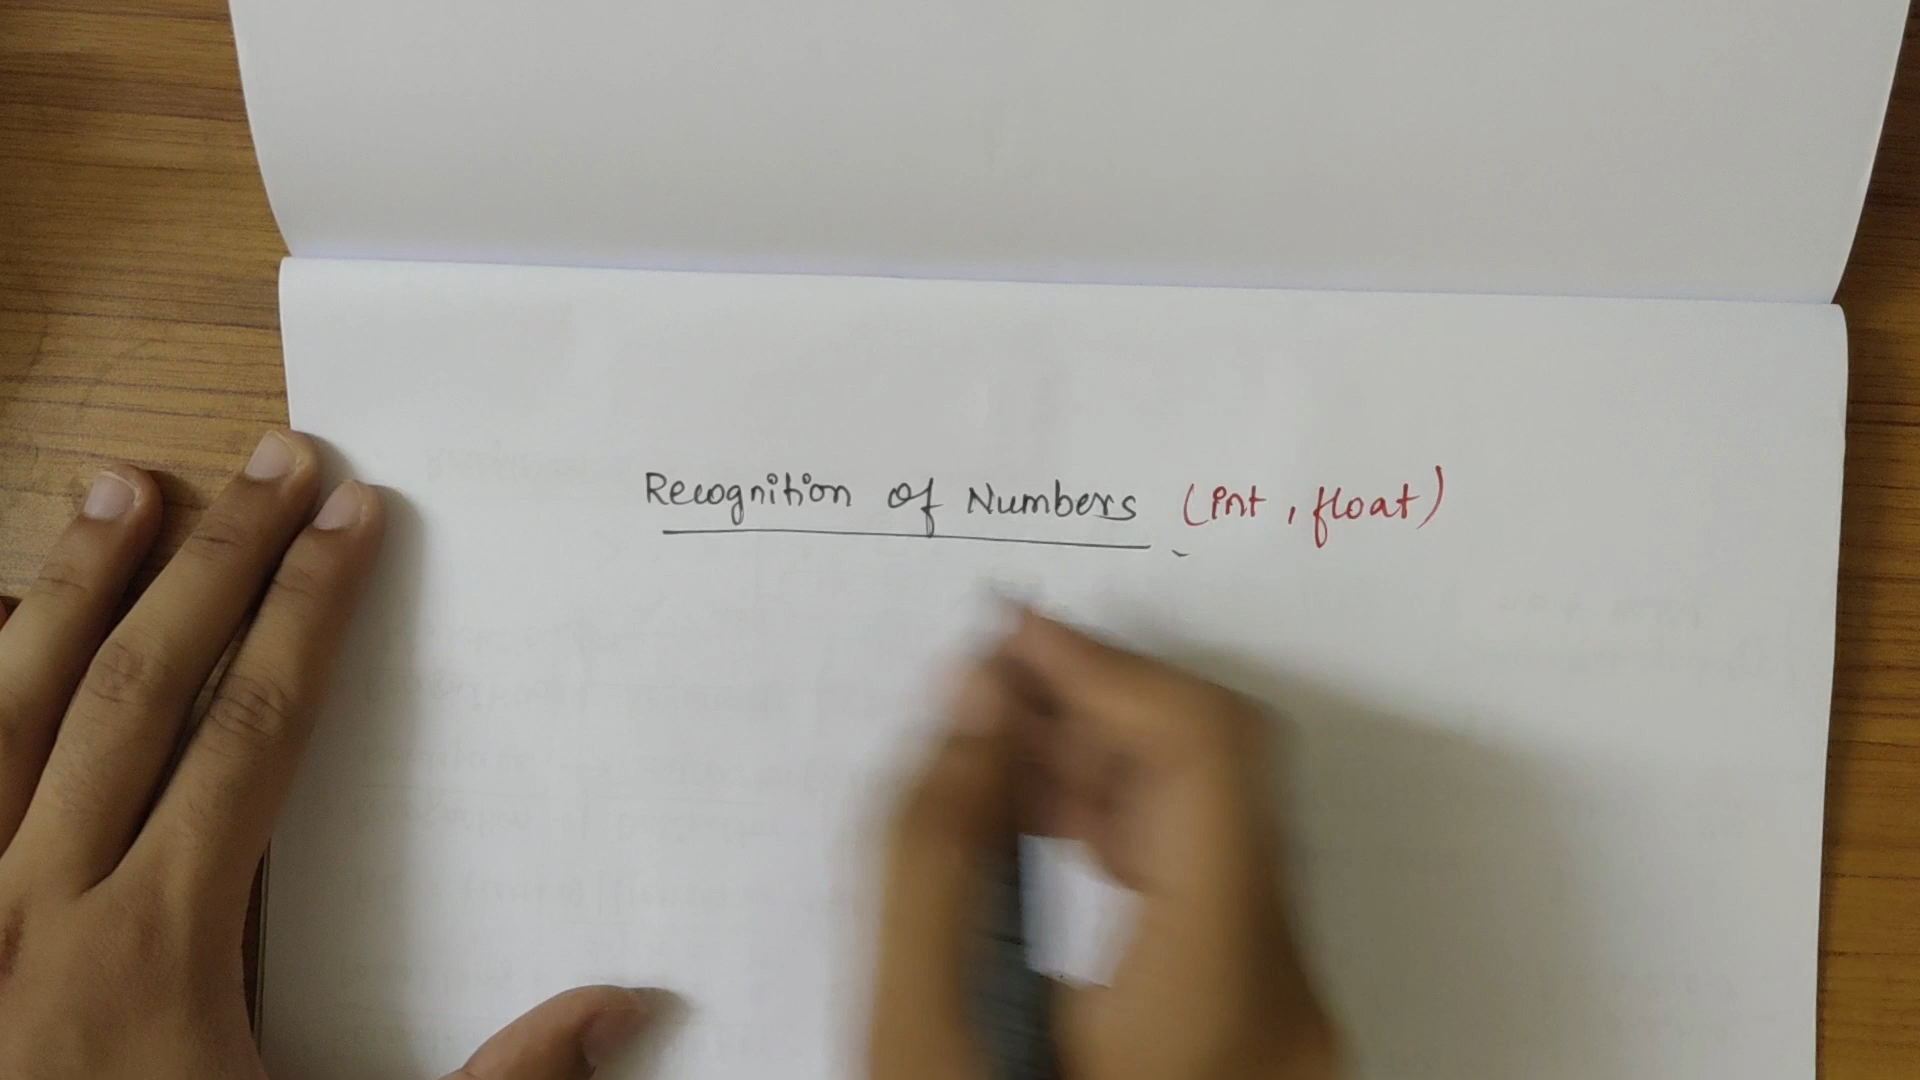 Recognition of Numbers (int, float)